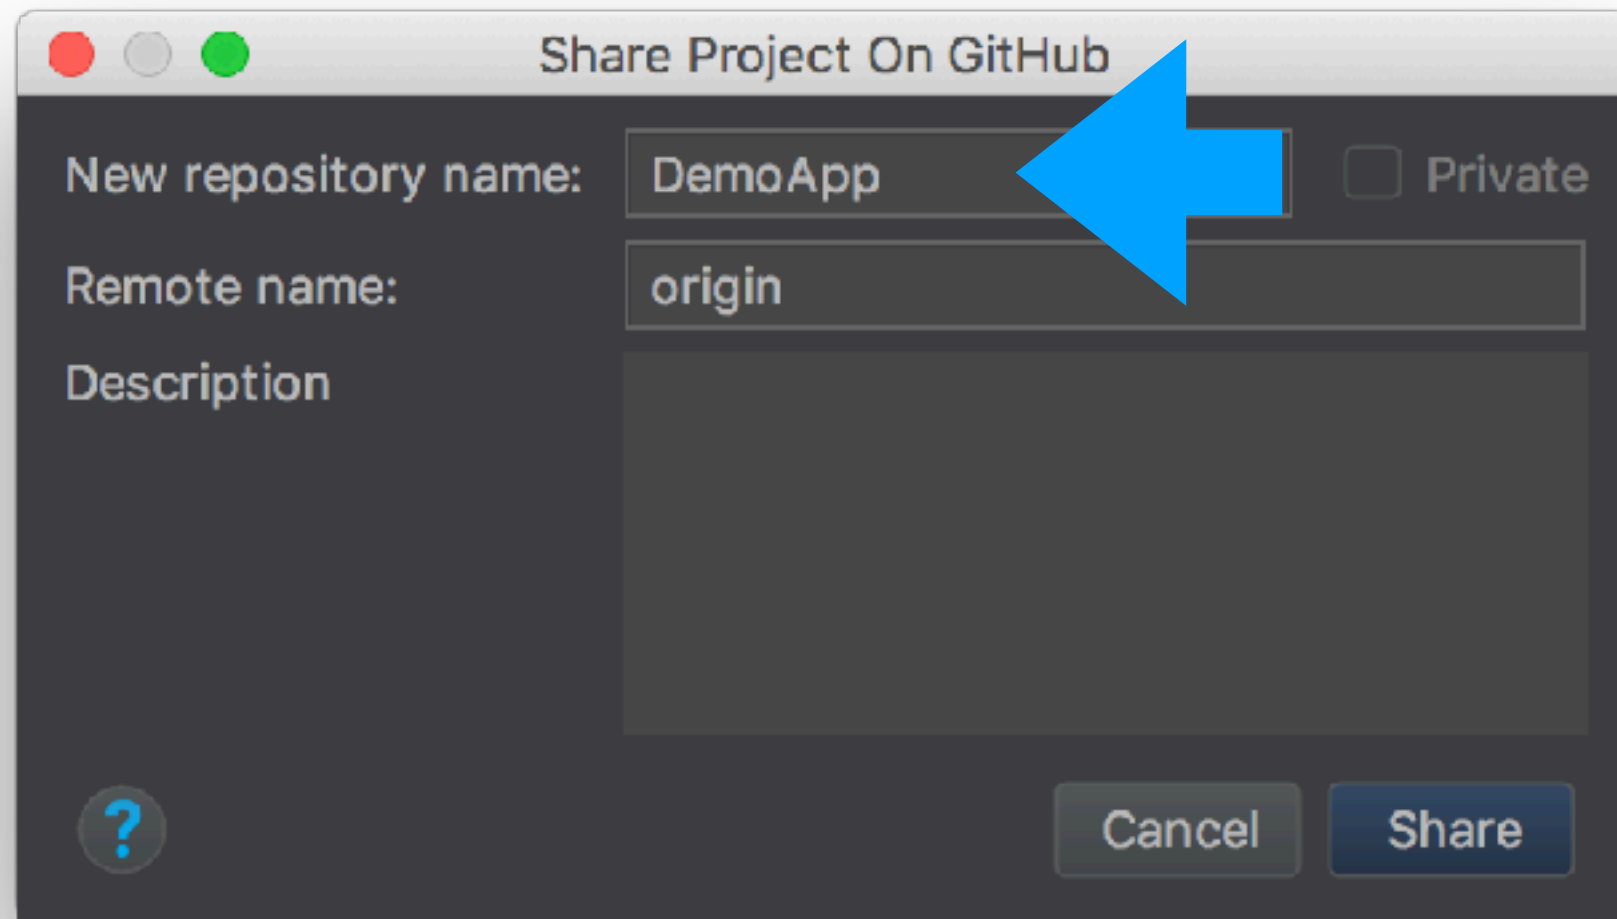 Share Project On GitHub
New repository name: DemoApp Private
Remote name: origin
Description
? Cancel Share